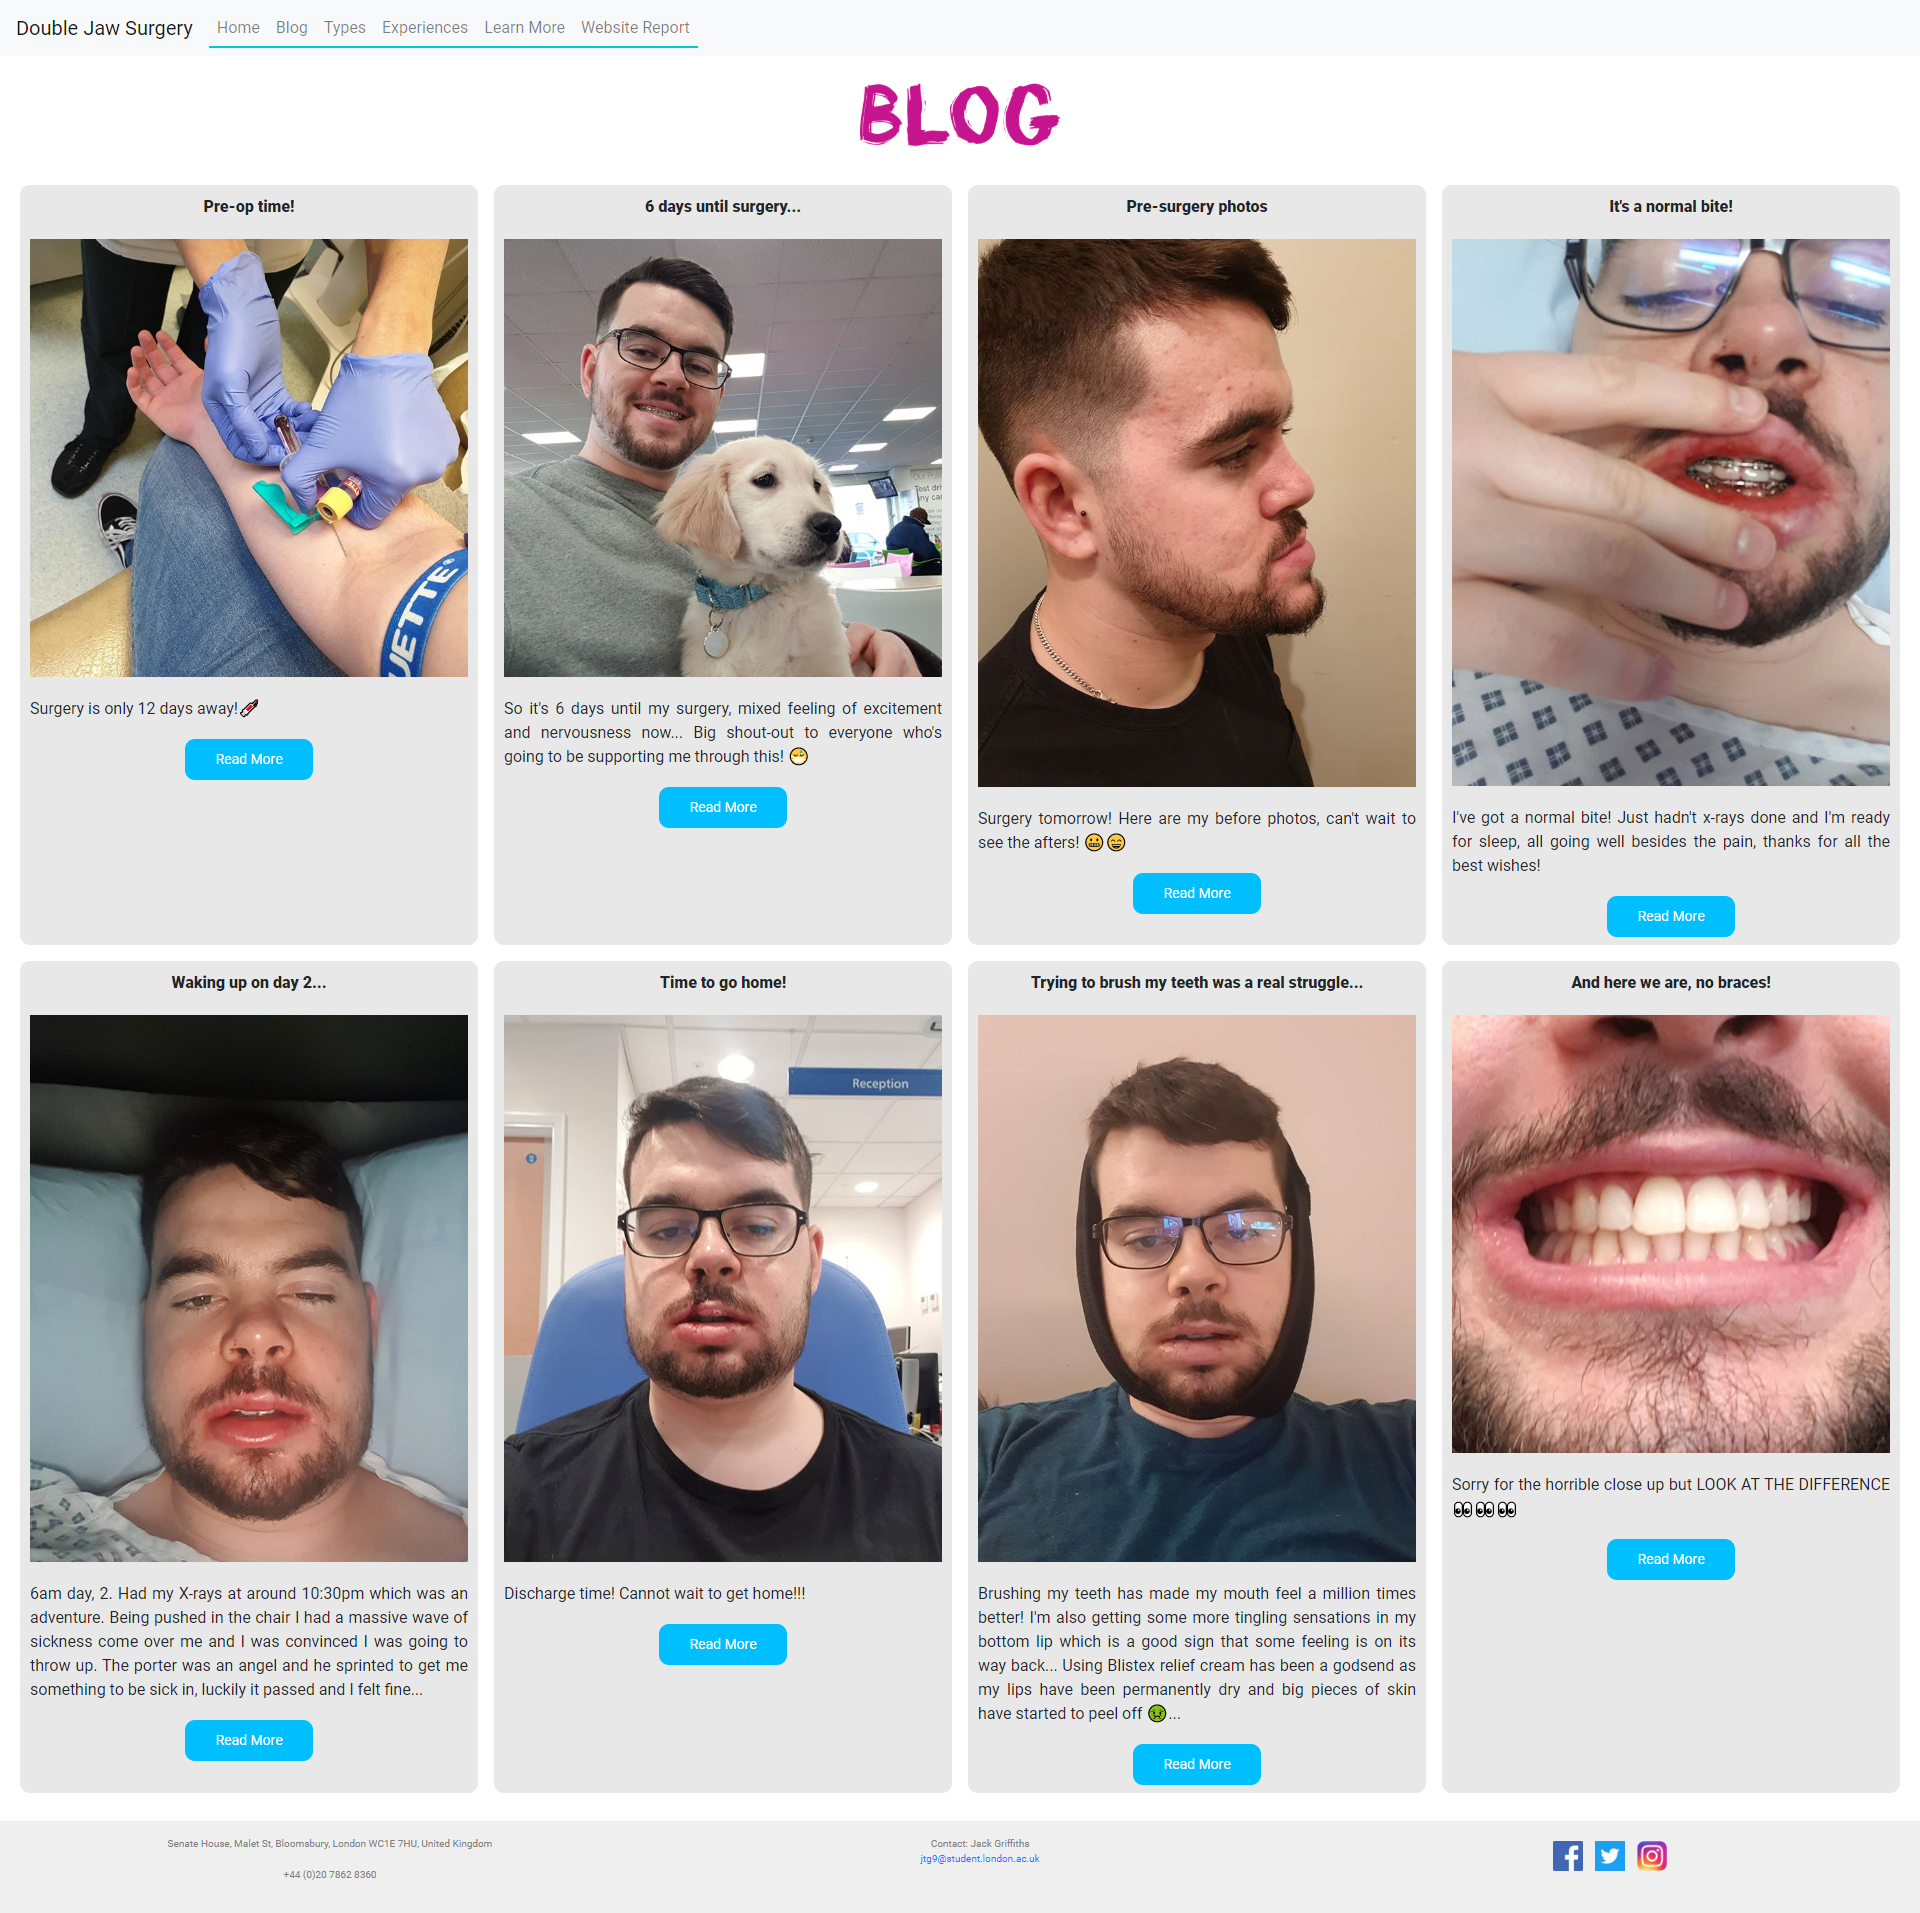 Double Jaw Surgery Home Blog Types Experiences Learn More Website Report
BLOG
Pre-op time!
Surgery is only 12 days away!
Read More
6 days until surgery...
Test dri
ny ca
So it's 6 days until my surgery, mixed feeling of excitement
and nervousness now... Big shout-out to everyone who's
going to be supporting me through this! 😷
Read More
Pre-surgery photos
Surgery tomorrow! Here are my before photos, can't wait to
see the afters! 😬😄
Read More
It's a normal bite!
I've got a normal bite! Just hadn't x-rays done and I'm ready
for sleep, all going well besides the pain, thanks for all the
best wishes!
Read More
Waking up on day 2...
6am day, 2. Had my X-rays at around 10:30pm which was an
adventure. Being pushed in the chair I had a massive wave of
sickness come over me and I was convinced I was going to
throw up. The porter was an angel and he sprinted to get me
something to be sick in, luckily it passed and I felt fine...
Read More
Time to go home!
Reception
Discharge time! Cannot wait to get home!!!
Read More
Trying to brush my teeth was a real struggle...
Brushing my teeth has made my mouth feel a million times
better! I'm also getting some more tingling sensations in my
bottom lip which is a good sign that some feeling is on its
way back... Using Blistex relief cream has been a godsend as
my lips have been permanently dry and big pieces of skin
have started to peel off 🤢...
Read More
And here we are, no braces!
Sorry for the horrible close up but LOOK AT THE DIFFERENCE
👀👀👀
Read More
Senate House, Malet St, Bloomsbury, London WC1E 7HU, United Kingdom
+44 (0)20 7862 8360
Contact: Jack Griffiths
jtg9@student.london.ac.uk